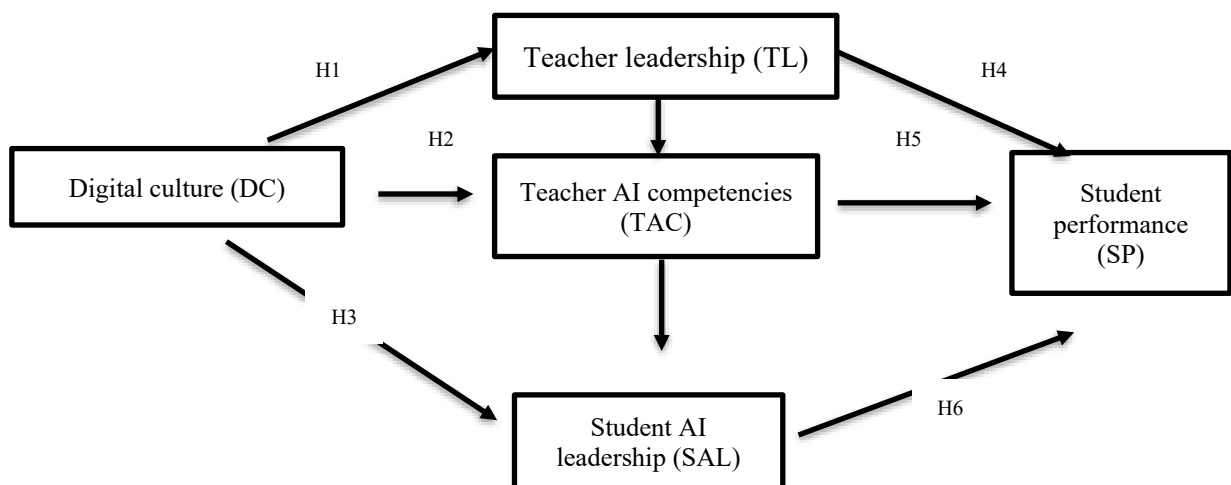 Teacher leadership (TL)
H1
H4
H2
H5
Digital culture (DC)
Teacher AI competencies
(TAC)
Student
performance
(SP)
H3
Student AI
leadership (SAL)
H6